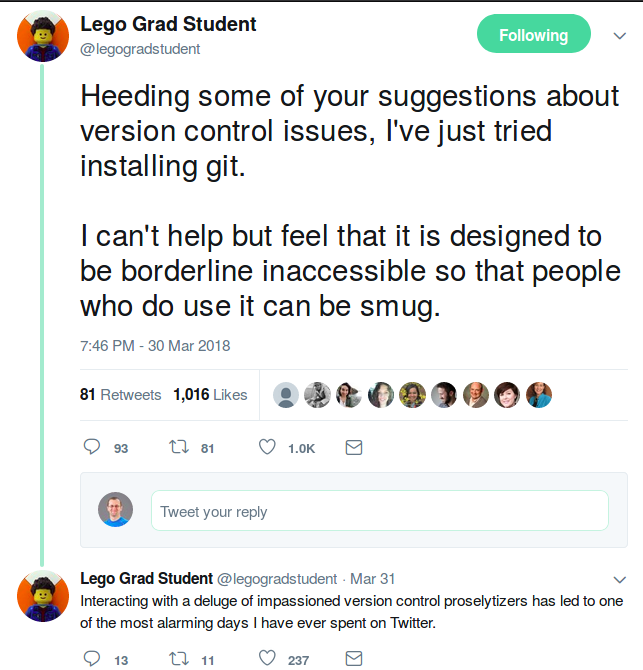 Lego Grad Student
@legogradstudent
Following
Heeding some of your suggestions about
version control issues, I've just tried
installing git.
I can't help but feel that it is designed to
be borderline inaccessible so that people
who do use it can be smug.
7:46 PM - 30 Mar 2018
81 Retweets 1,016 Likes
93 81 1.0K
Tweet your reply
Lego Grad Student @legogradstudent · Mar 31
Interacting with a deluge of impassioned version control proselytizers has led to one
of the most alarming days I have ever spent on Twitter.
13 11 237